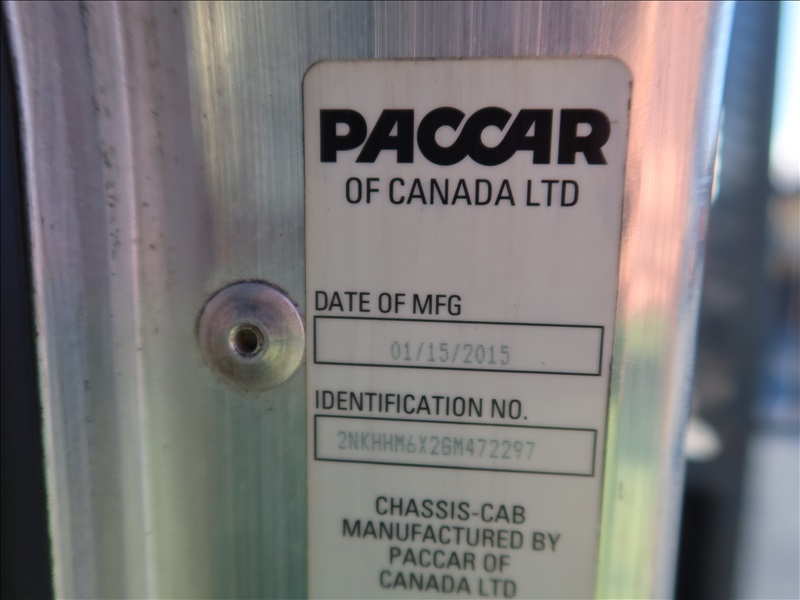 PACCAR
OF CANADA LTD
DATE OF MFG
01/15/2015
IDENTIFICATION NO.
2NKHHM6X2GM472297
CHASSIS-CAB
MANUFACTURED BY
PACCAR OF
CANADA LTD